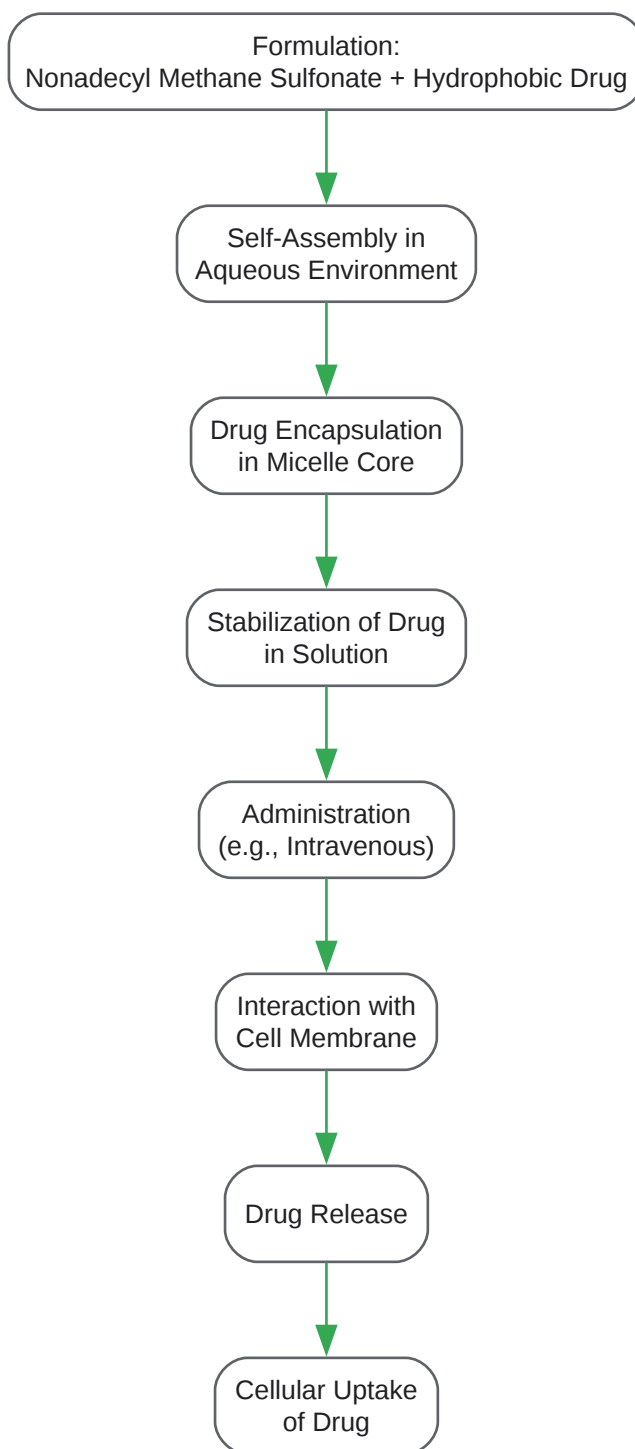 Formulation:
Nonadecyl Methane Sulfonate + Hydrophobic Drug
Self-Assembly in
Aqueous Environment
Drug Encapsulation
in Micelle Core
Stabilization of Drug
in Solution
Administration
(e.g., Intravenous)
Interaction with
Cell Membrane
Drug Release
Cellular Uptake
of Drug